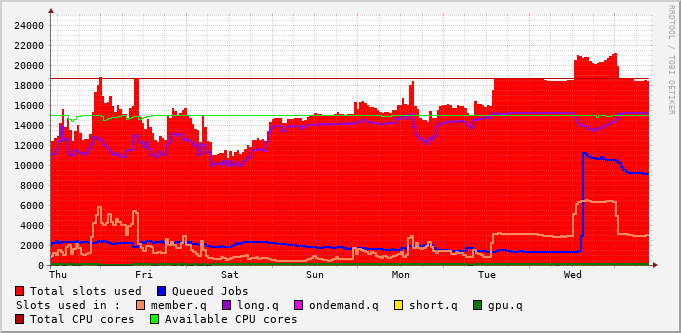 RRDTOOL / TOBI OETIKER
24000
22000
20000
18000
16000
14000
12000
10000
8000
6000
4000
2000
0
Thu Fri Sat Sun Mon Tue Wed
Total slots used Queued Jobs
Slots used in : member.q long.q ondemand.q short.q gpu.q
Total CPU cores Available CPU cores